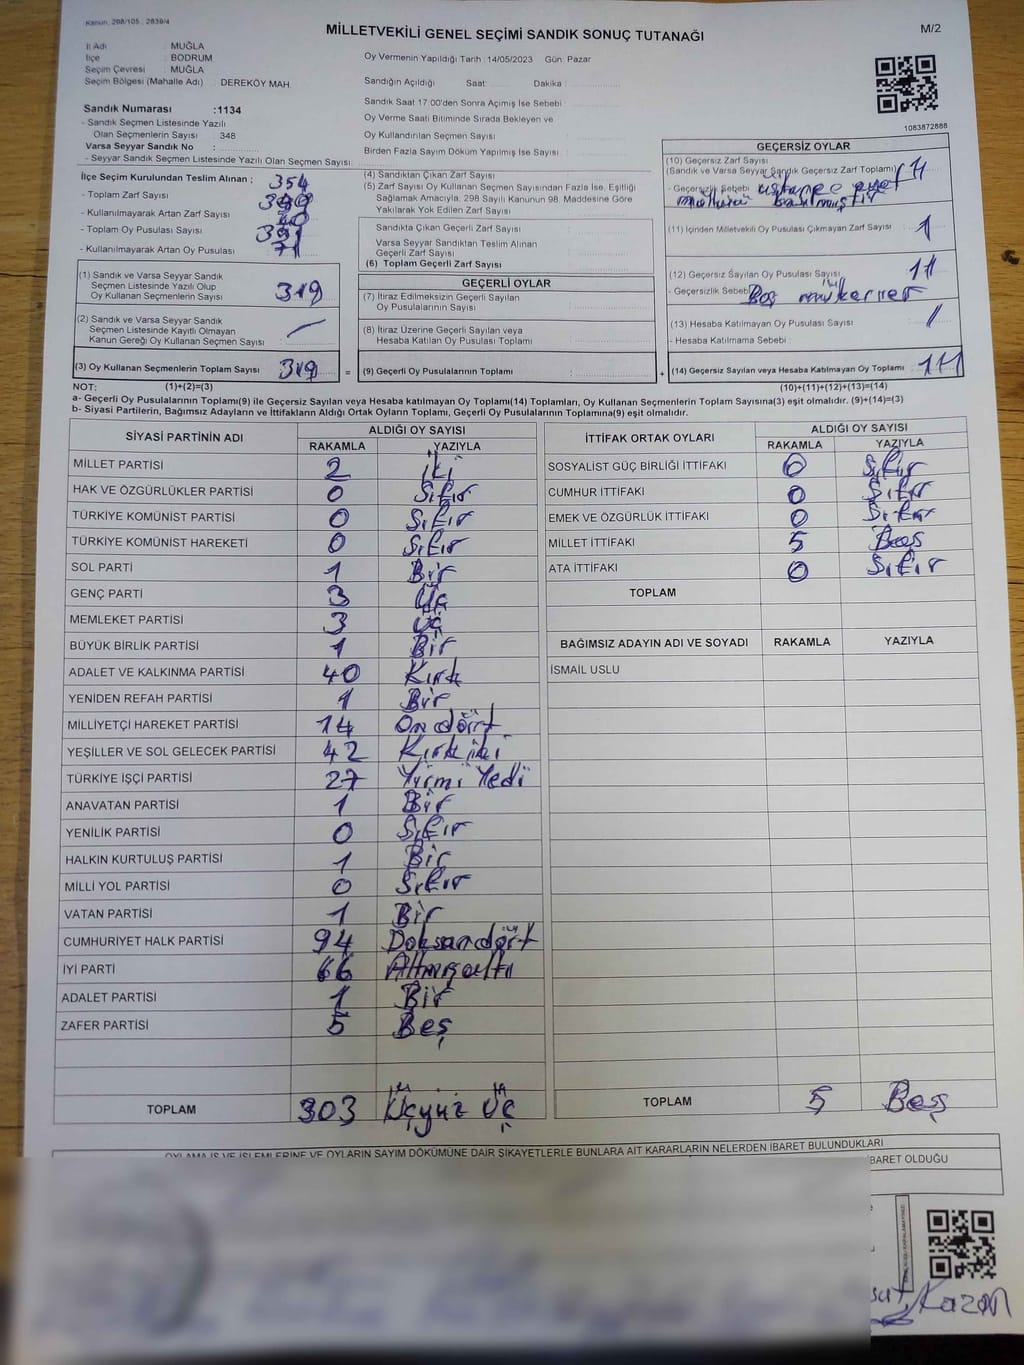 Kanun, 298/105, 2839/4
MİLLETVEKİLİ GENEL SEÇİMİ SANDIK SONUÇ TUTANAĞI
M/2
İl Adı : MUĞLA
İlçe : BODRUM
Seçim Çevresi : MUĞLA
Seçim Bölgesi (Mahalle Adı) : DEREKÖY MAH.
Sandık Numarası :1134
- Sandık Seçmen Listesinde Yazılı
Olan Seçmenlerin Sayısı : 348
Varsa Seyyar Sandık No :
- Seyyar Sandık Seçmen Listesinde Yazılı Olan Seçmen Sayısı:
Oy Vermenin Yapıldığı Tarih :14/05/2023 Gün: Pazar
Sandığın Açıldığı Saat: Dakika :
Sandık Saat 17:00'den Sonra Açılmış İse Sebebi :
Oy Verme Saati Bitiminde Sırada Bekleyen ve
Oy Kullandırılan Seçmen Sayısı :
Birden Fazla Sayım Döküm Yapılmış İse Sayısı :
1083872888
İlçe Seçim Kurulundan Teslim Alınan ;
- Toplam Zarf Sayısı : 354
- Kullanılmayarak Artan Zarf Sayısı :
- Toplam Oy Pusulası Sayısı :
- Kullanılmayarak Artan Oy Pusulası : 71
(1) Sandık ve Varsa Seyyar Sandık
Seçmen Listesinde Yazılı Olup
Oy Kullanan Seçmenlerin Sayısı : 319
(2) Sandık ve Varsa Seyyar Sandık
Seçmen Listesinde Kayıtlı Olmayan
Kanun Gereği Oy Kullanan Seçmen Sayısı :
(3) Oy Kullanan Seçmenlerin Toplam Sayısı : 319 =
(4) Sandıktan Çıkan Zarf Sayısı :
(5) Zarf Sayısı Oy Kullanan Seçmen Sayısından Fazla İse, Eşitliği
Sağlamak Amacıyla, 298 Sayılı Kanunun 98. Maddesine Göre
Yakılarak Yok Edilen Zarf Sayısı :
Sandıkta Çıkan Geçerli Zarf Sayısı :
Varsa Seyyar Sandıktan Teslim Alınan
Geçerli Zarf Sayısı :
(6) Toplam Geçerli Zarf Sayısı :
GEÇERLİ OYLAR
(7) İtiraz Edilmeksizin Geçerli Sayılan
Oy Pusulalarının Sayısı :
(8) İtiraz Üzerine Geçerli Sayılan veya
Hesaba Katılan Oy Pusulası Toplamı :
(9) Geçerli Oy Pusulalarının Toplamı : +
GEÇERSİZ OYLAR
(10) Geçersiz Zarf Sayısı
(Sandık ve Varsa Seyyar Sandık Geçersiz Zarf Toplamı)
- Geçersizlik Sebebi
(11) İçinden Milletvekili Oy Pusulası Çıkmayan Zarf Sayısı : 1
(12) Geçersiz Sayılan Oy Pusulası Sayısı : 11
- Geçersizlik Sebebi Boş mükerrer
(13) Hesaba Katılmayan Oy Pusulası Sayısı :
- Hesaba Katılmama Sebebi :
(14) Geçersiz Sayılan veya Hesaba Katılmayan Oy Toplamı :
NOT: (1)+(2)=(3) (10)+(11)+(12)+(13)=(14)
a- Geçerli Oy Pusulasının Toplamı(9) ile Geçersiz Sayılan veya Hesaba katılmayan Oy Toplamı(14) Toplamları, Oy Kullanan Seçmenlerin Toplam Sayısına(3) eşit olmalıdır. (9)+(14)=(3)
b- Siyasi Partilerin, Bağımsız Adayların ve İttifakların Aldığı Ortak Oyların Toplamı, Geçerli Oy Pusulalarının Toplamına(9) eşit olmalıdır.
SİYASİ PARTİNİN ADI ALDIĞI OY SAYISI
RAKAMLA YAZIYLA
MİLLET PARTİSİ 2 İki
HAK VE ÖZGÜRLÜKLER PARTİSİ 0 Sıfır
TÜRKİYE KOMÜNİST PARTİSİ 0 Sıfır
TÜRKİYE KOMÜNİST HAREKETİ 0 Sıfır
SOL PARTİ 1 Bir
GENÇ PARTİ 3 Üç
MEMLEKET PARTİSİ 3 Üç
BÜYÜK BİRLİK PARTİSİ 1 Bir
ADALET VE KALKINMA PARTİSİ 40 Kırk
YENİDEN REFAH PARTİSİ 1 Bir
MİLLİYETÇİ HAREKET PARTİSİ 14 Ondört
YEŞİLLER VE SOL GELECEK PARTİSİ 42 Kırkiki
TÜRKİYE İŞÇİ PARTİSİ 27 Yirmi Yedi
ANAVATAN PARTİSİ 1 Bir
YENİLİK PARTİSİ 0 Sıfır
HALKIN KURTULUŞ PARTİSİ 1 Bir
MİLLİ YOL PARTİSİ 0 Sıfır
VATAN PARTİSİ 1 Bir
CUMHURİYET HALK PARTİSİ 94 Doksandört
İYİ PARTİ 66 Altmışaltı
ADALET PARTİSİ 1 Bir
ZAFER PARTİSİ 5 Beş
TOPLAM 303 Üçyüz Üç
İTTİFAK ORTAK OYLARI ALDIĞI OY SAYISI
RAKAMLA YAZIYLA
SOSYALİST GÜÇ BİRLİĞİ İTTİFAKI 0 Sıfır
CUMHUR İTTİFAKI 0 Sıfır
EMEK VE ÖZGÜRLÜK İTTİFAKI 0 Sıfır
MİLLET İTTİFAKI 5 Beş
ATA İTTİFAKI 0 Sıfır
TOPLAM
BAĞIMSIZ ADAYIN ADI VE SOYADI RAKAMLA YAZIYLA
İSMAİL USLU
TOPLAM 5 Beş
OYLAMA İŞ VE İŞLEMLERİNE VE OYLARIN SAYIM DÖKÜMÜNE DAİR ŞİKAYETLERLE BUNLARA AİT KARARLARIN NELERDEN İBARET BULUNDUKLARI
BARET OLDUĞU
Kazan